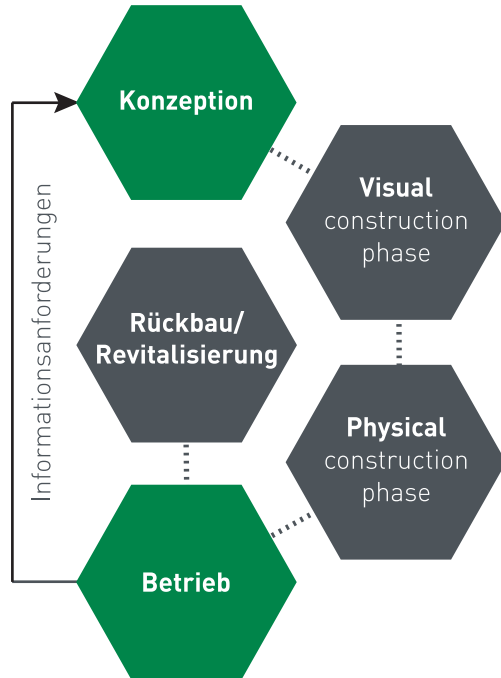 Konzeption
Visual
construction
phase
Informationsanforderungen
Rückbau/
Revitalisierung
Physical
construction
phase
Betrieb